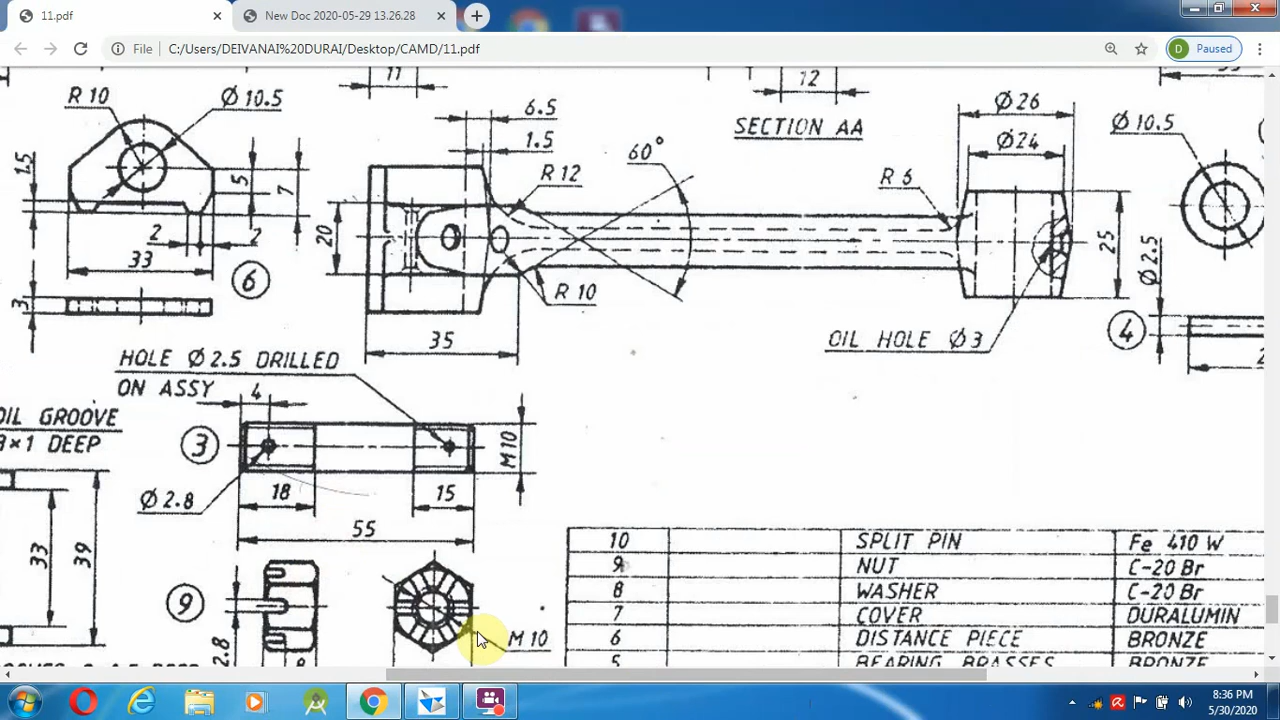 11.pdf
New Doc 2020-05-29 13.26.28
File
C:/Users/DEIVANAI%20DURAI/Desktop/CAMD/11.pdf
D Paused
11
12
SECTION AA
R 10
Ø 10.5
1.5
5
7
2
2
33
6
3
6.5
1.5
R 12
60°
20
R 10
35
R 6
Ø 26
Ø 24
25
OIL HOLE Ø 3
Ø 10.5
Ø 2.5
4
HOLE Ø 2.5 DRILLED
ON ASSY
4
OIL GROOVE
3×1 DEEP
3
M 10
Ø 2.8
18
15
55
33
39
9
2.8
M 10
10 SPLIT PIN Fe 410 W
9 NUT C-20 Br
8 WASHER C-20 Br
7 COVER DURALUMIN
6 DISTANCE PIECE BRONZE
5 BEARING BRASSES BRONZE
8:36 PM
5/30/2020